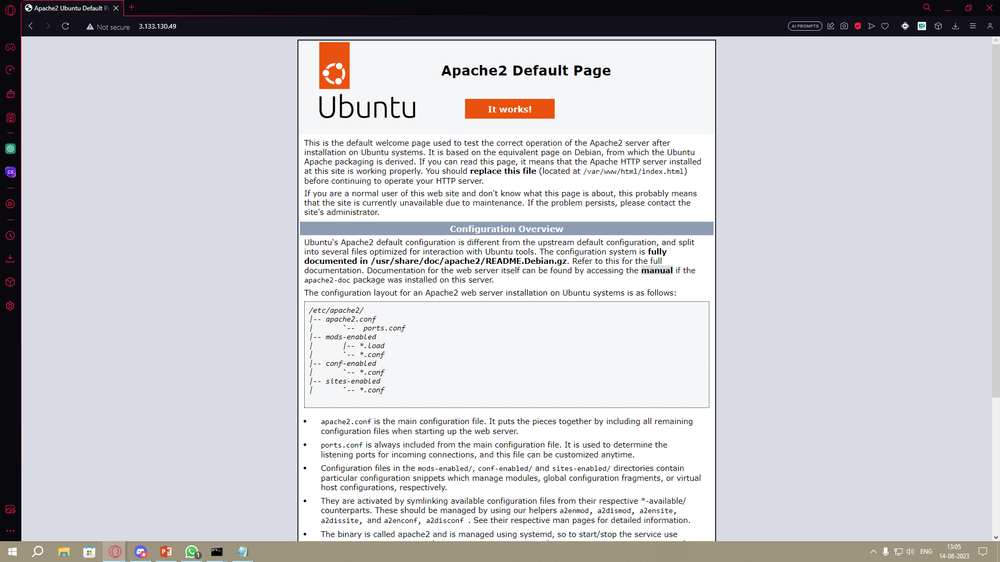 Apache2 Ubuntu Default P
Not secure
3.133.130.49
AI PROMPTS
Ubuntu
Apache2 Default Page
It works!
This is the default welcome page used to test the correct operation of the Apache2 server after
installation on Ubuntu systems. It is based on the equivalent page on Debian, from which the Ubuntu
Apache packaging is derived. If you can read this page, it means that the Apache HTTP server installed
at this site is working properly. You should replace this file (located at /var/www/html/index.html)
before continuing to operate your HTTP server.
If you are a normal user of this web site and don't know what this page is about, this probably means
that the site is currently unavailable due to maintenance. If the problem persists, please contact the
site's administrator.
Configuration Overview
Ubuntu's Apache2 default configuration is different from the upstream default configuration, and split
into several files optimized for interaction with Ubuntu tools. The configuration system is fully
documented in /usr/share/doc/apache2/README.Debian.gz. Refer to this for the full
documentation. Documentation for the web server itself can be found by accessing the manual if the
apache2-doc package was installed on this server.
The configuration layout for an Apache2 web server installation on Ubuntu systems is as follows:
/etc/apache2/
|-- apache2.conf
|       `--  ports.conf
|-- mods-enabled
|       |-- *.load
|       `-- *.conf
|-- conf-enabled
|       `-- *.conf
|-- sites-enabled
|       `-- *.conf
• apache2.conf is the main configuration file. It puts the pieces together by including all remaining
configuration files when starting up the web server.
• ports.conf is always included from the main configuration file. It is used to determine the
listening ports for incoming connections, and this file can be customized anytime.
• Configuration files in the mods-enabled/, conf-enabled/ and sites-enabled/ directories contain
particular configuration snippets which manage modules, global configuration fragments, or virtual
host configurations, respectively.
• They are activated by symlinking available configuration files from their respective *-available/
counterparts. These should be managed by using our helpers a2enmod, a2dismod, a2ensite,
a2dissite, and a2enconf, a2disconf . See their respective man pages for detailed information.
• The binary is called apache2 and is managed using systemd, so to start/stop the service use
CS
1
ENG
13:05
14-08-2023